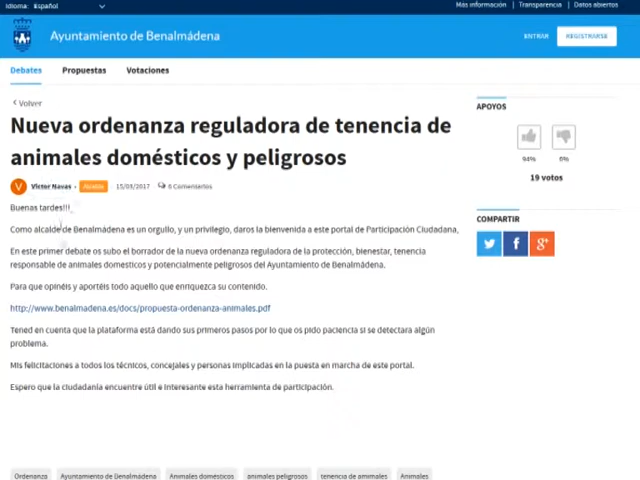 Idioma: Español
Más información | Transparencia | Datos abiertos
Ayuntamiento de Benalmádena
ENTRAR
REGISTRARSE
Debates
Propuestas
Votaciones
Volver
Nueva ordenanza reguladora de tenencia de
animales domésticos y peligrosos
V Víctor Navas • Alcalde 15/03/2017 6 Comentarios
Buenas tardes!!!
Como alcalde de Benalmádena es un orgullo, y un privilegio, daros la bienvenida a este portal de Participación Ciudadana,
En este primer debate os subo el borrador de la nueva ordenanza reguladora de la protección, bienestar, tenencia
responsable de animales domesticos y potencialmente peligrosos del Ayuntamiento de Benalmádena.
Para que opinéis y aportéis todo aquello que enriquezca su contenido.
http://www.benalmadena.es/docs/propuesta-ordenanza-animales.pdf
Tened en cuenta que la plataforma está dando sus primeros pasos por lo que os pido paciencia si se detectara algún
problema.
Mis felicitaciones a todos los técnicos, concejales y personas implicadas en la puesta en marcha de este portal.
Espero que la ciudadanía encuentre útil e interesante esta herramienta de participación.
APOYOS
94%
6%
19 votos
COMPARTIR
Ordenanza
Ayuntamiento de Benalmádena
Animales domésticos
animales peligrosos
tenencia de amimales
Animales